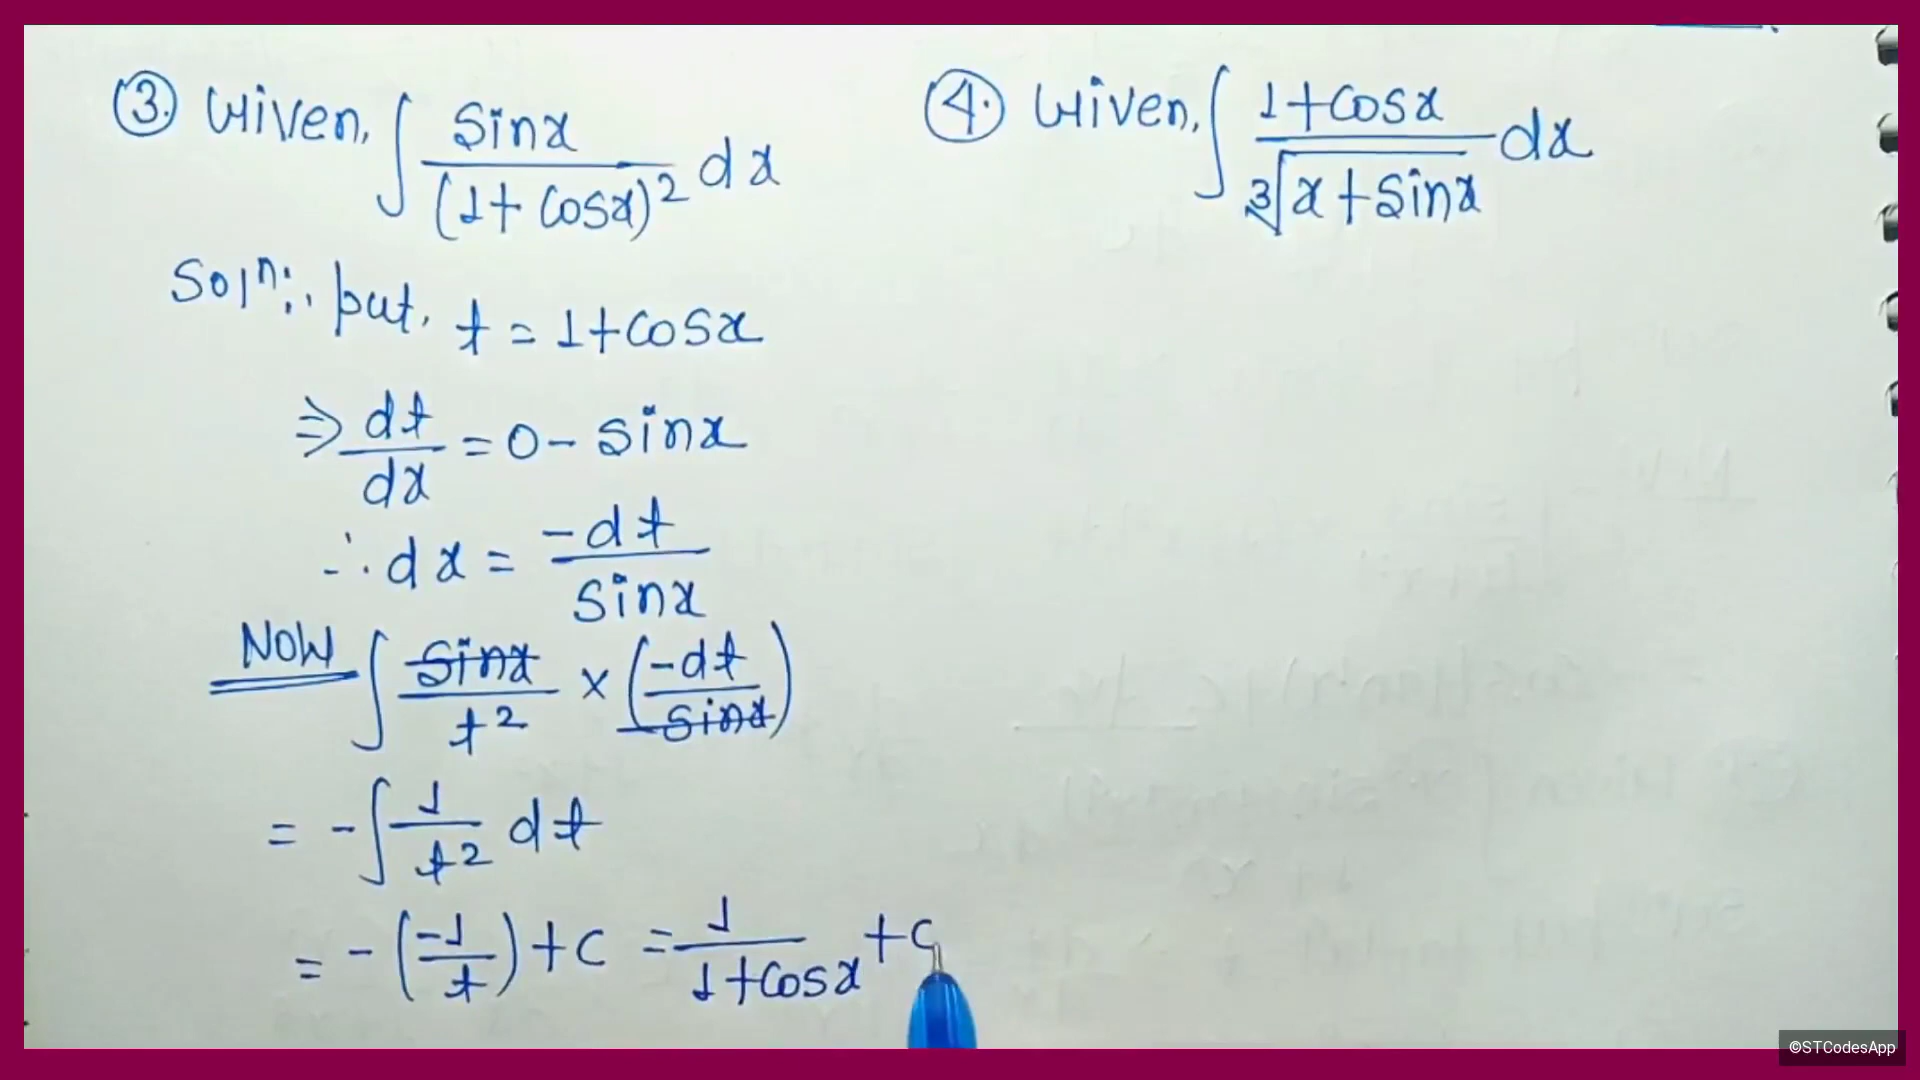 ③. Given, ∫ sinx / (1 + cosx)² dx
Solⁿ:. put, t = 1 + cosx
⇒ dt/dx = 0 - sinx
∴ dx = -dt / sinx
Now ∫ sinx / t² × (-dt / sinx)
= - ∫ 1/t² dt
= - (-1/t) + c = 1 / 1+cosx + c
④. Given, ∫ 1+cosx / ∛x + sinx dx
©STCodesApp